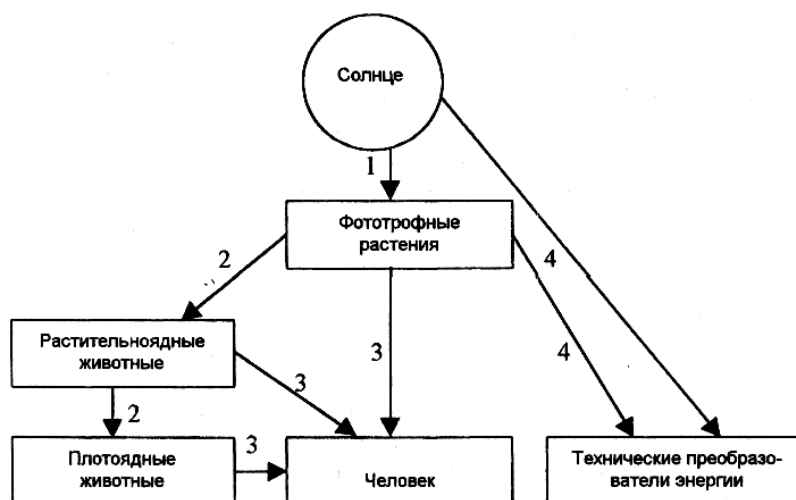 Солнце
1
Фототрофные
растения
2
4
Растительноядные
животные
3
3
4
2
Плотоядные
животные
3
Человек
Технические преобразо-
ватели энергии